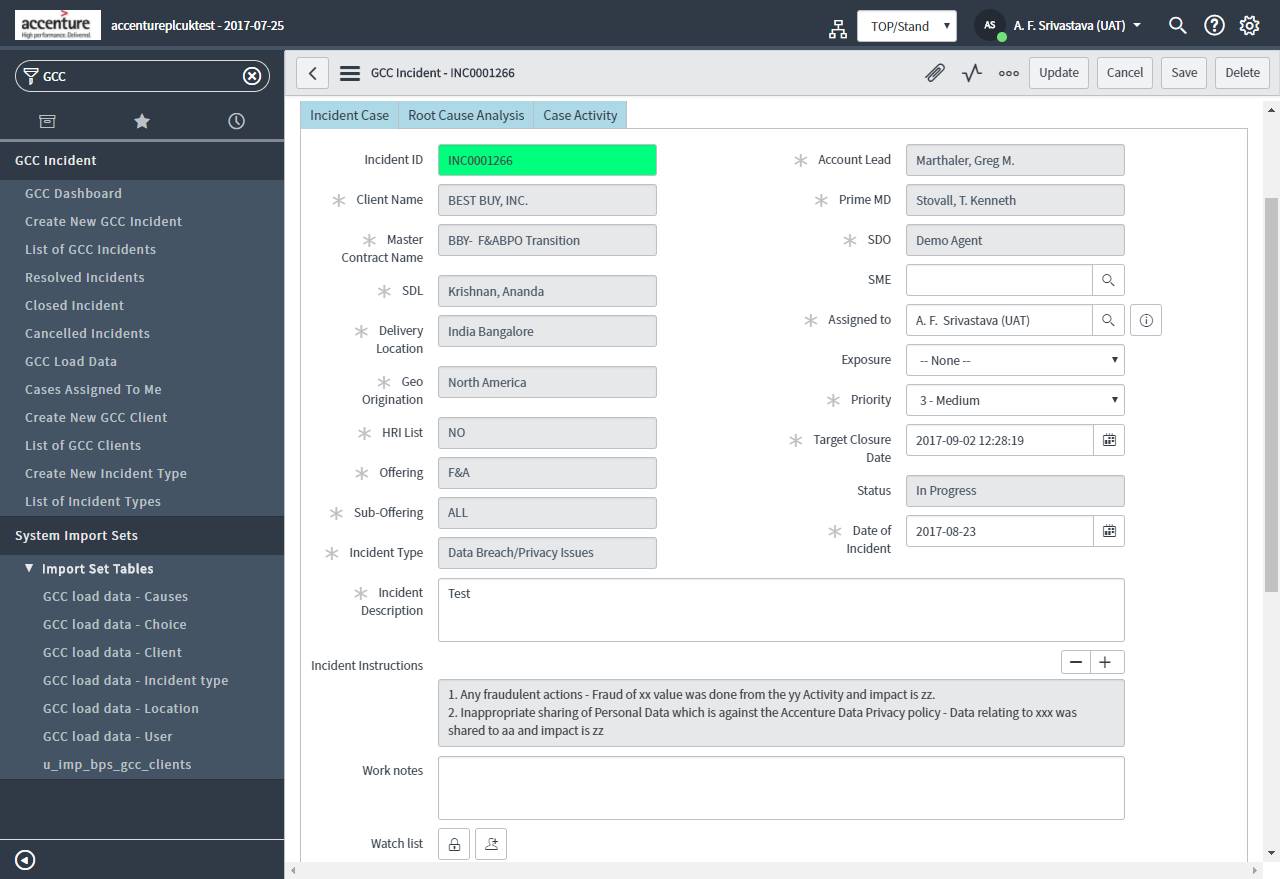 accenture
High performance. Delivered.
accentureplcuktest - 2017-07-25
TOP/Stand
AS
A. F. Srivastava (UAT)
GCC
GCC Incident - INC0001266
Update
Cancel
Save
Delete
GCC Incident
GCC Dashboard
Create New GCC Incident
List of GCC Incidents
Resolved Incidents
Closed Incident
Cancelled Incidents
GCC Load Data
Cases Assigned To Me
Create New GCC Client
List of GCC Clients
Create New Incident Type
List of Incident Types
System Import Sets
Import Set Tables
GCC load data - Causes
GCC load data - Choice
GCC load data - Client
GCC load data - Incident type
GCC load data - Location
GCC load data - User
u_imp_bps_gcc_clients
Incident Case
Root Cause Analysis
Case Activity
Incident ID
INC0001266
Client Name
BEST BUY, INC.
Master
Contract Name
BBY- F&ABPO Transition
SDL
Krishnan, Ananda
Delivery
Location
India Bangalore
Geo
Origination
North America
HRI List
NO
Offering
F&A
Sub-Offering
ALL
Incident Type
Data Breach/Privacy Issues
Account Lead
Marthaler, Greg M.
Prime MD
Stovall, T. Kenneth
SDO
Demo Agent
SME
Assigned to
A. F. Srivastava (UAT)
Exposure
-- None --
Priority
3 - Medium
Target Closure
Date
2017-09-02 12:28:19
Status
In Progress
Date of
Incident
2017-08-23
Incident
Description
Test
Incident Instructions
1. Any fraudulent actions - Fraud of xx value was done from the yy Activity and impact is zz.
2. Inappropriate sharing of Personal Data which is against the Accenture Data Privacy policy - Data relating to xxx was
shared to aa and impact is zz
Work notes
Watch list